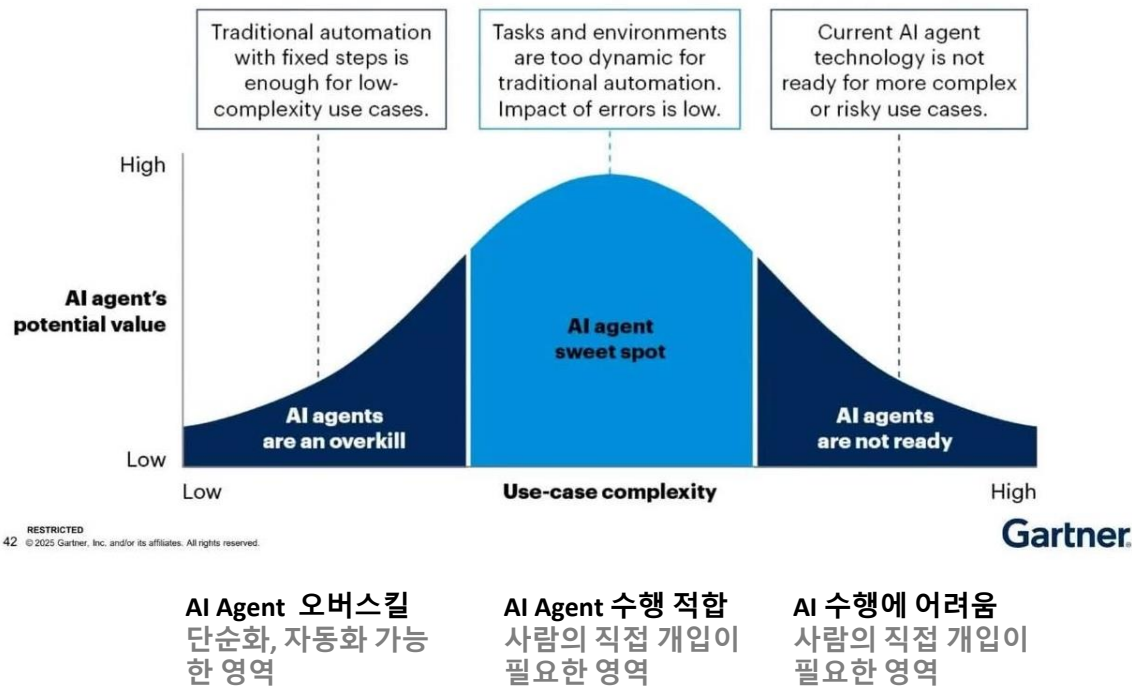 Traditional automation
with fixed steps is
enough for low-
complexity use cases.
Tasks and environments
are too dynamic for
traditional automation.
Impact of errors is low.
Current AI agent
technology is not
ready for more complex
or risky use cases.
High
AI agent's
potential value
Low
AI agents
are an overkill
AI agent
sweet spot
AI agents
are not ready
Low
Use-case complexity
High
RESTRICTED
42 © 2025 Gartner, Inc. and/or its affiliates. All rights reserved.
Gartner®
AI Agent 오버스킬
단순화, 자동화 가능
한 영역
AI Agent 수행 적합
사람의 직접 개입이
필요한 영역
AI 수행에 어려움
사람의 직접 개입이
필요한 영역